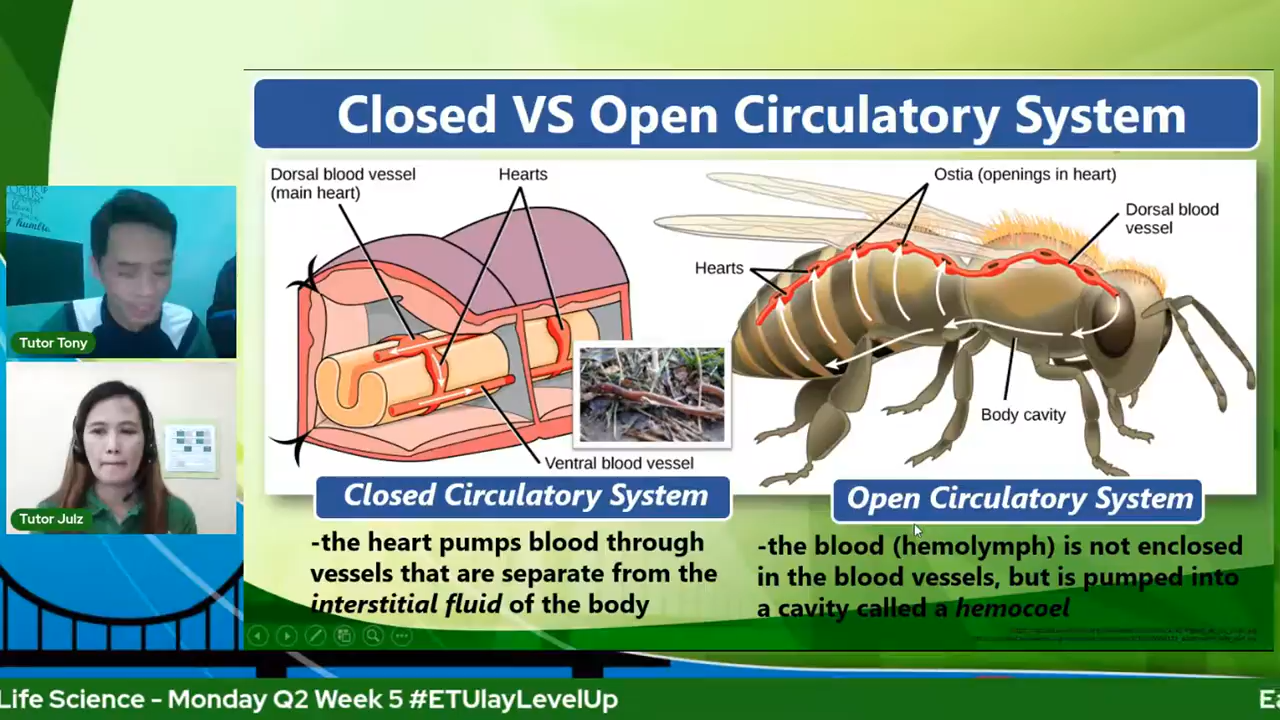 Closed VS Open Circulatory System
Dorsal blood vessel
(main heart)
Hearts
Ventral blood vessel
Ostia (openings in heart)
Dorsal blood
vessel
Hearts
Body cavity
Closed Circulatory System
-the heart pumps blood through
vessels that are separate from the
interstitial fluid of the body
Open Circulatory System
-the blood (hemolymph) is not enclosed
in the blood vessels, but is pumped into
a cavity called a hemocoel
Tutor Tony
Tutor Julz
Life Science - Monday Q2 Week 5 #ETUlayLevelUp
Ea